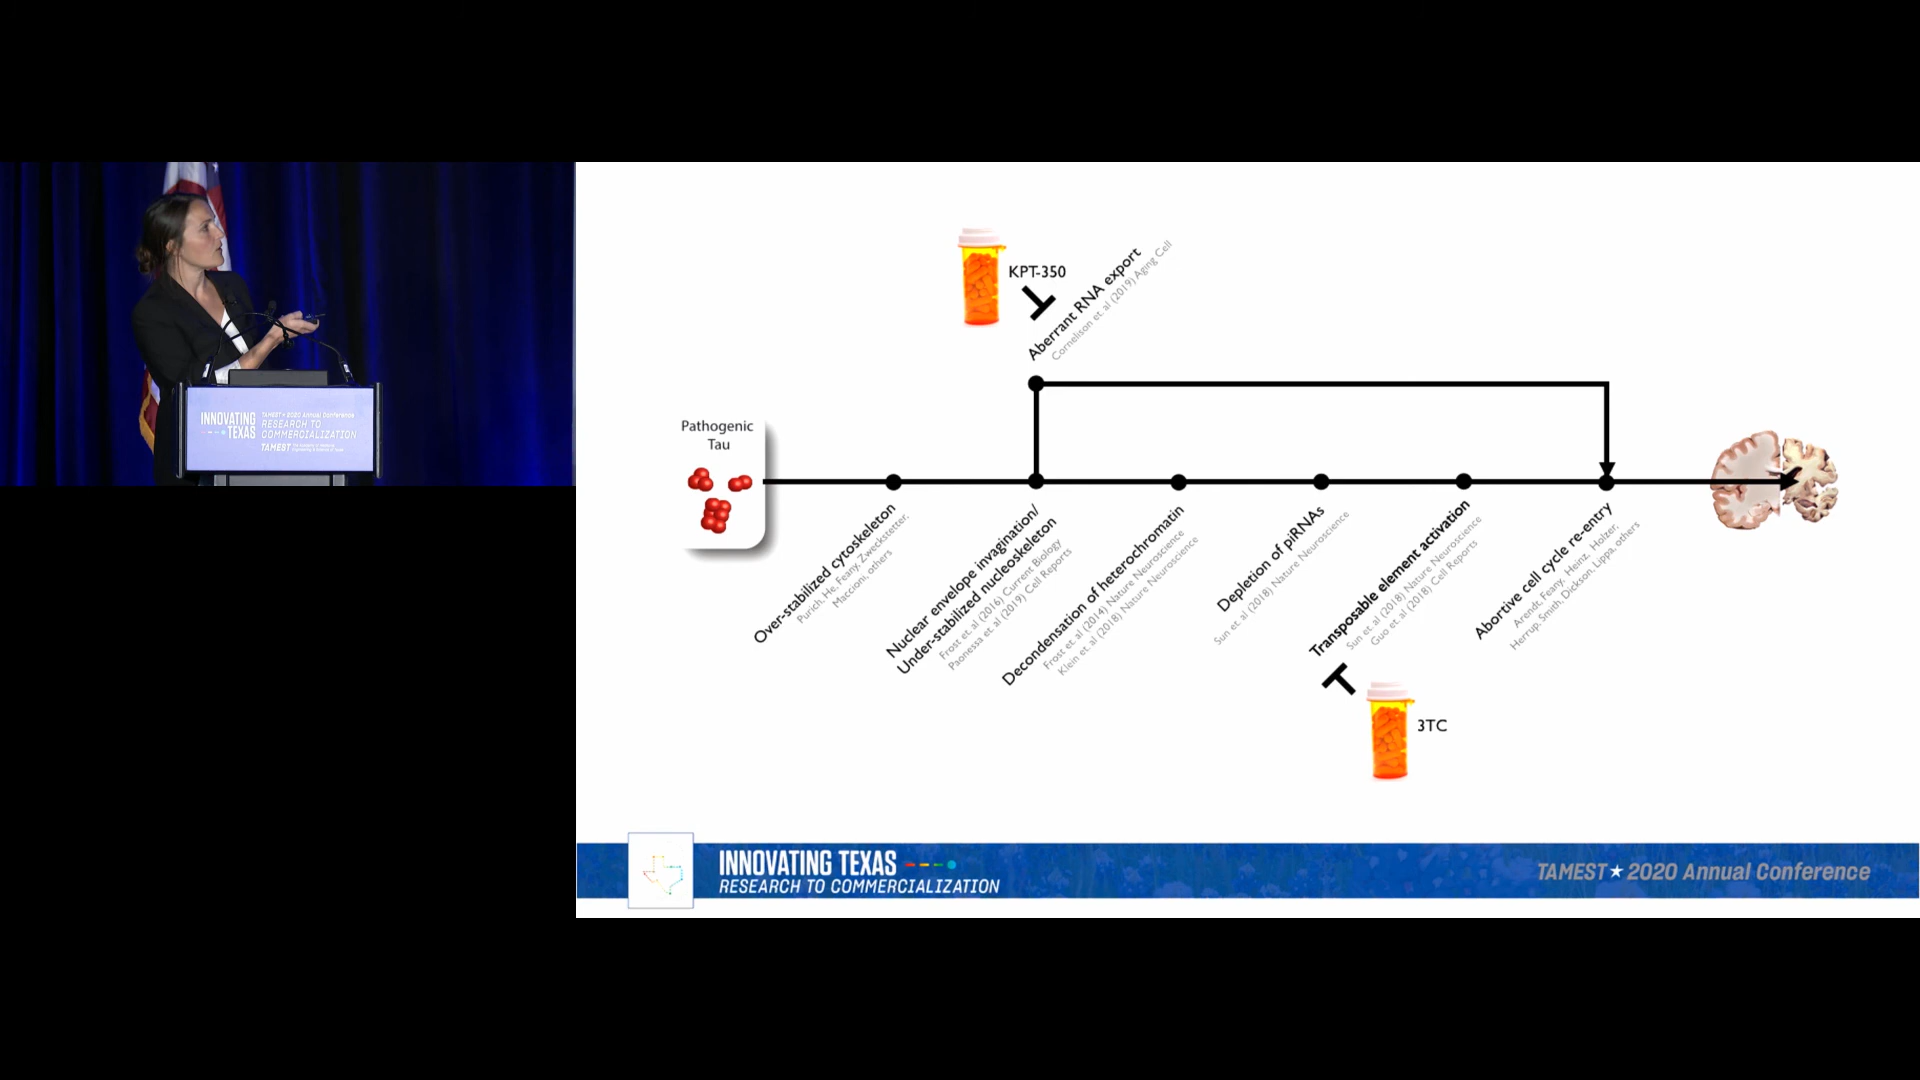 INNOVATING
TEXAS
TAMEST★2020 Annual Conference
RESEARCH TO
COMMERCIALIZATION
TAMEST
KPT-350
Aberrant RNA export
Cornelison et. al (2019) Aging Cell
Pathogenic
Tau
Over-stabilized cytoskeleton
Purich, He, Feany, Zweckstetter,
Maccioni, others
Nuclear envelope invagination/
Under-stabilized nucleoskeleton
Frost et. al (2016) Current Biology
Paonessa et. al (2019) Cell Reports
Decondensation of heterochromatin
Frost et. al (2014) Nature Neuroscience
Klein et. al (2018) Nature Neuroscience
Depletion of piRNAs
Sun et. al (2018) Nature Neuroscience
Transposable element activation
Sun et. al (2018) Nature Neuroscience
Guo et. al (2018) Cell Reports
Abortive cell cycle re-entry
Arendt, Feany, Heinz, Holzer,
Herrup, Smith, Dickson, Lippa, others
3TC
INNOVATING TEXAS
RESEARCH TO COMMERCIALIZATION
TAMEST★2020 Annual Conference